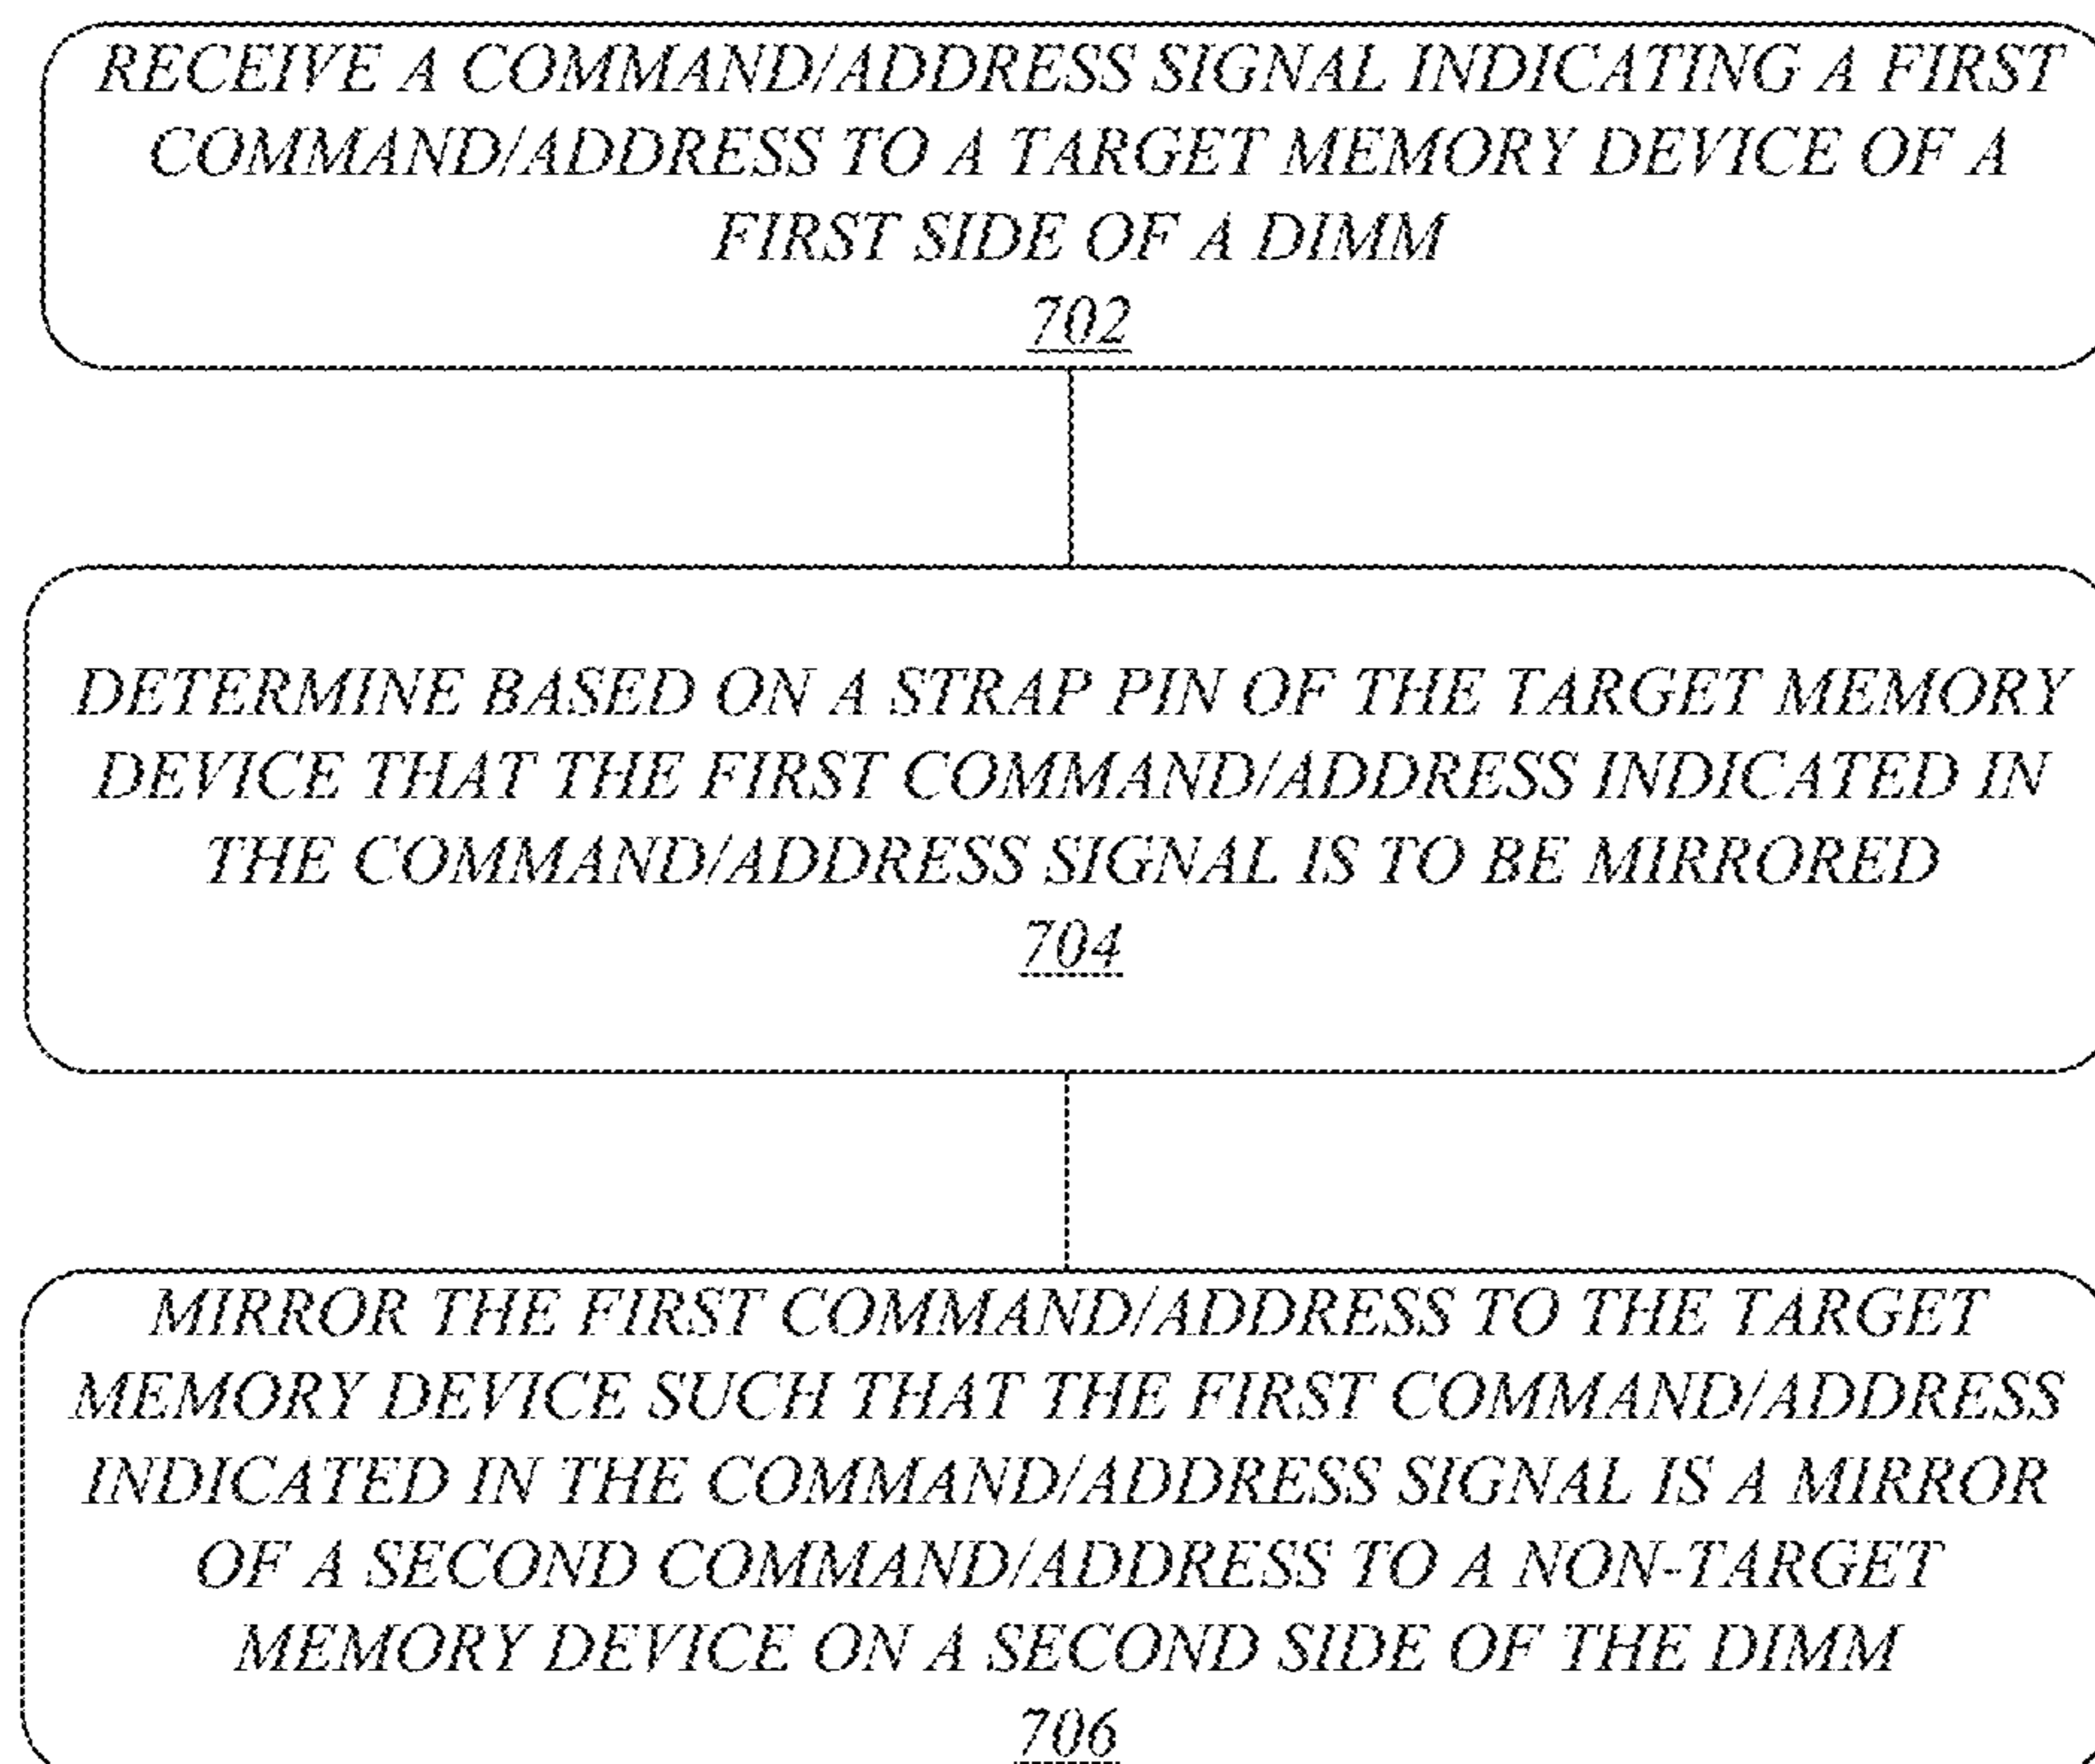 RECEIVE A COMMAND/ADDRESS SIGNAL INDICATING A FIRST
COMMAND/ADDRESS TO A TARGET MEMORY DEVICE OF A
FIRST SIDE OF A DIMM
702
DETERMINE BASED ON A STRAP PIN OF THE TARGET MEMORY
DEVICE THAT THE FIRST COMMAND/ADDRESS INDICATED IN
THE COMMAND/ADDRESS SIGNAL IS TO BE MIRRORED
704
MIRROR THE FIRST COMMAND/ADDRESS TO THE TARGET
MEMORY DEVICE SUCH THAT THE FIRST COMMAND/ADDRESS
INDICATED IN THE COMMAND/ADDRESS SIGNAL IS A MIRROR
OF A SECOND COMMAND/ADDRESS TO A NON-TARGET
MEMORY DEVICE ON A SECOND SIDE OF THE DIMM
706